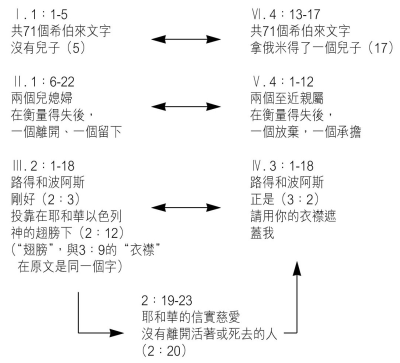 Ⅰ. 1：1-5
共71個希伯來文字
沒有兒子（5）
Ⅵ. 4：13-17
共71個希伯來文字
拿俄米得了一個兒子（17）
Ⅱ. 1：6-22
兩個兒媳婦
在衡量得失後，
一個離開、一個留下
Ⅴ. 4：1-12
兩個至近親屬
在衡量得失後，
一個放棄，一個承擔
Ⅲ. 2：1-18
路得和波阿斯
剛好（2：3）
投靠在耶和華以色列
神的翅膀下（2：12）
（“翅膀”，與3：9的“衣襟”
在原文是同一個字）
Ⅳ. 3：1-18
路得和波阿斯
正是（3：2）
請用你的衣襟遮
蓋我
2：19-23
耶和華的信實慈愛
沒有離開活著或死去的人
（2：20）